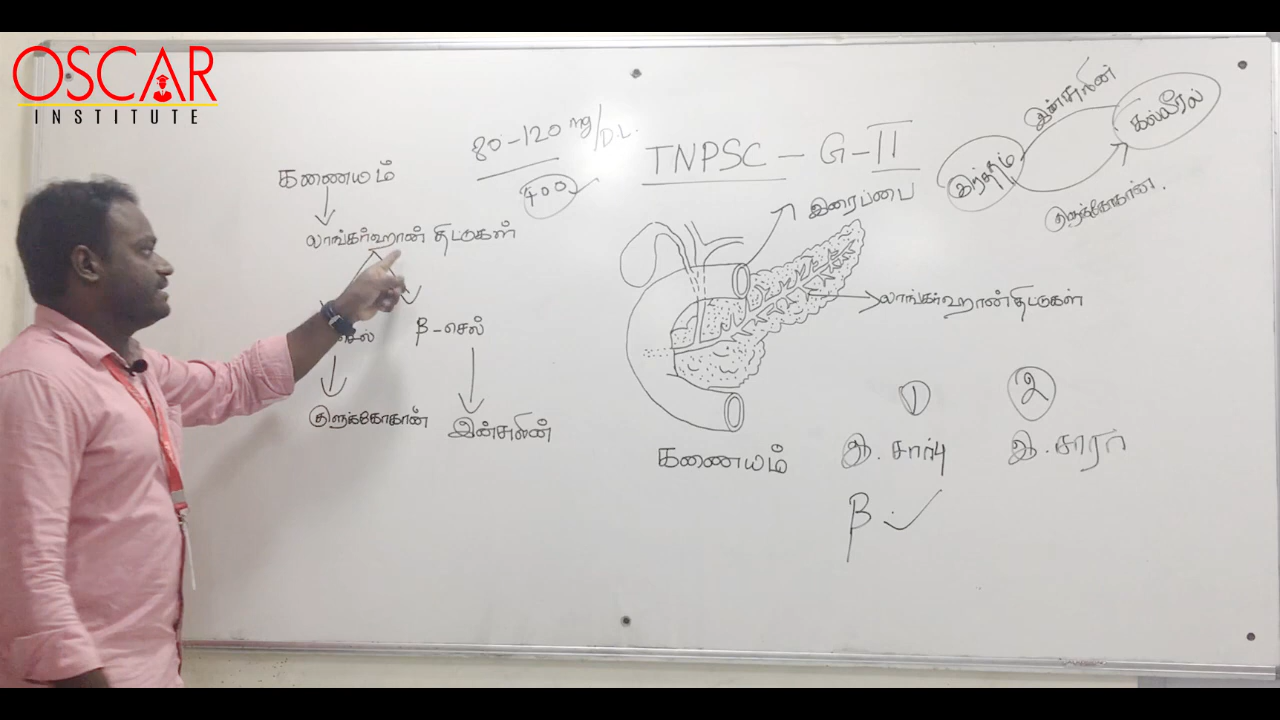 OSCAR
INSTITUTE
80-120 mg/D.L.
400
TNPSC - G-II
கணையம்
லாங்கர்ஹான் திட்டுகள்
செல்
β-செல்
குளுக்கோகான்
இன்சுலின்
இரைப்பை
லாங்கர்ஹான்திட்டுகள்
கணையம்
இன்சுலின்
கல்லீரல்
இரத்தம்
குளுக்கோகான்.
1
2
இ. சார்பு
இ. சாரா
β